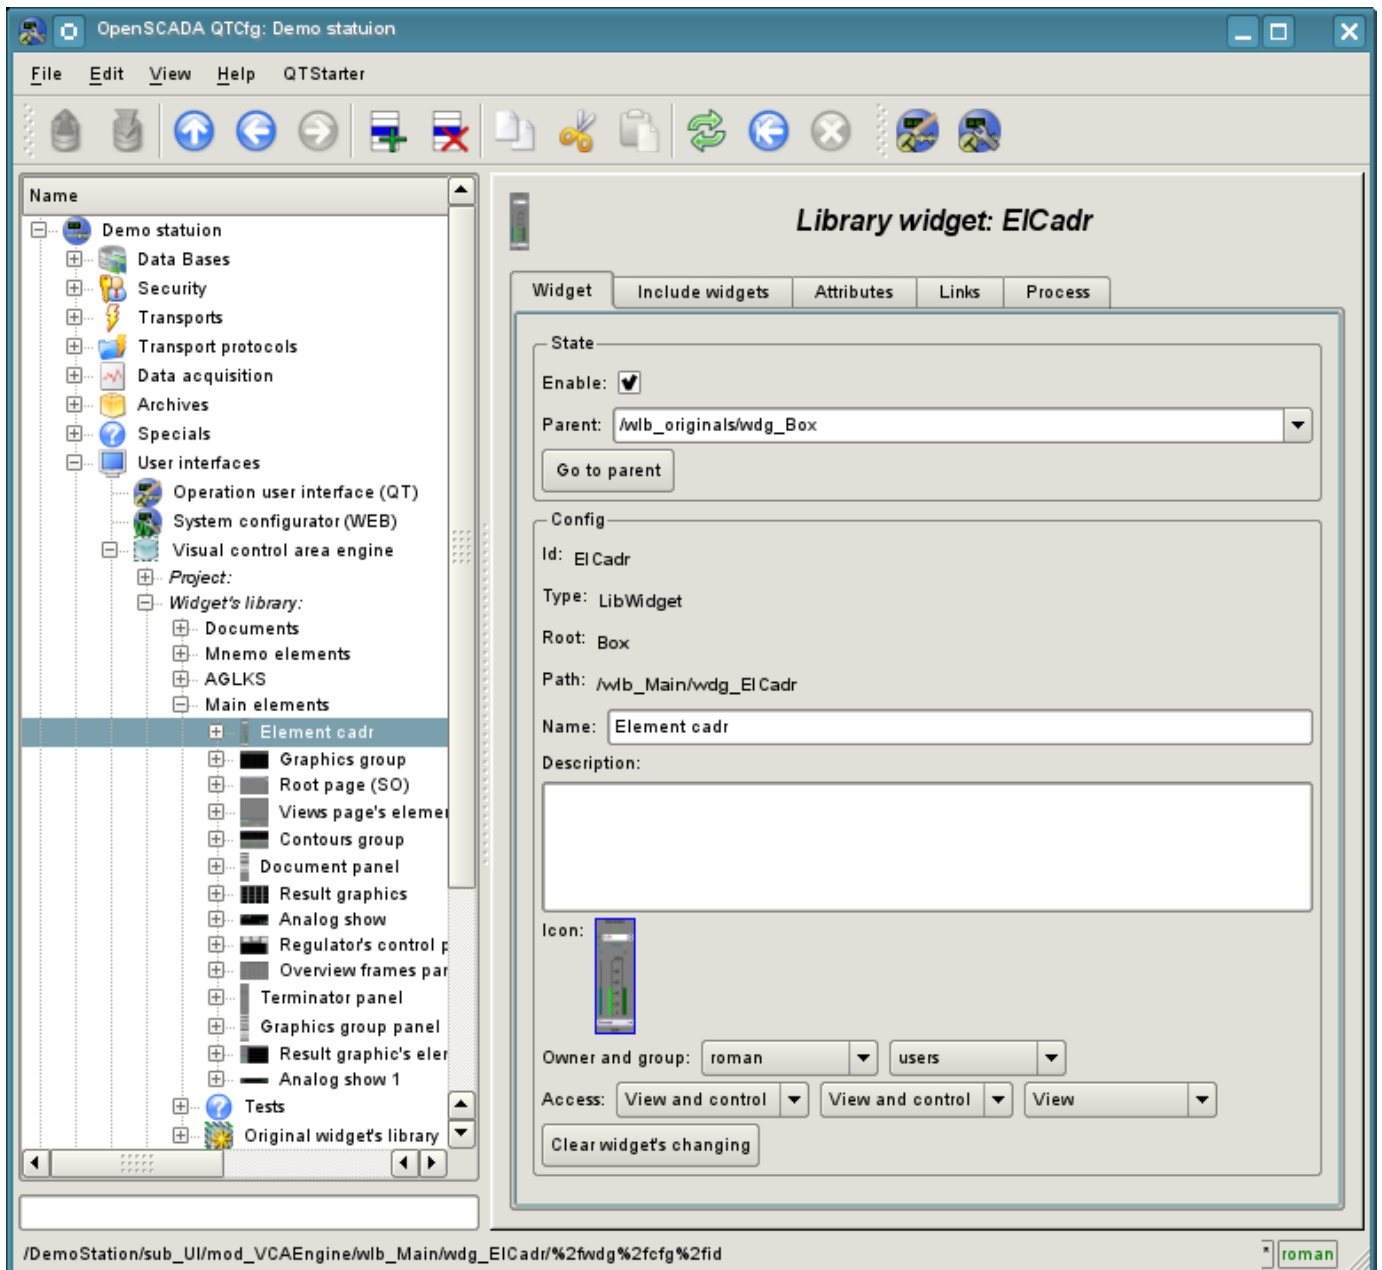 OpenSCADA QTCfg: Demo statuion
File Edit View Help QTStarter
Name
Demo statuion
Data Bases
Security
Transports
Transport protocols
Data acquisition
Archives
Specials
User interfaces
Operation user interface (QT)
System configurator (WEB)
Visual control area engine
Project:
Widget's library:
Documents
Mnemo elements
AGLKS
Main elements
Element cadr
Graphics group
Root page (SO)
Views page's elemer
Contours group
Document panel
Result graphics
Analog show
Regulator's control p
Overview frames par
Terminator panel
Graphics group panel
Result graphic's eler
Analog show 1
Tests
Original widget's library
Library widget: ElCadr
Widget Include widgets Attributes Links Process
State
Enable:
Parent: /wlb_originals/wdg_Box
Go to parent
Config
Id: ElCadr
Type: LibWidget
Root: Box
Path: /wlb_Main/wdg_ElCadr
Name: Element cadr
Description:
Icon:
Owner and group: roman users
Access: View and control View and control View
Clear widget's changing
/DemoStation/sub_UI/mod_VCAEngine/wlb_Main/wdg_ElCadr/%2fwdg%2fcfg%2fid
* roman